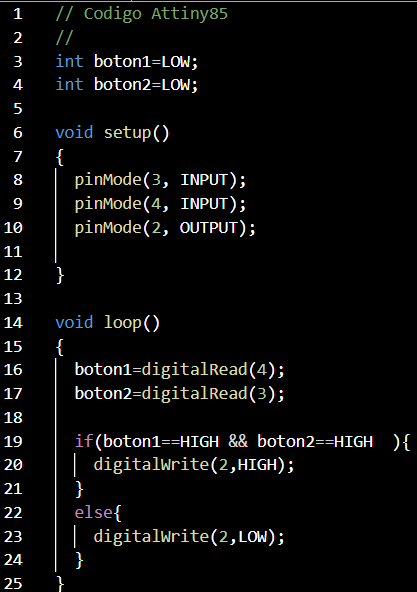 1 // Codigo Attiny85
2 //
3 int boton1=LOW;
4 int boton2=LOW;
5
6 void setup()
7 {
8   pinMode(3, INPUT);
9   pinMode(4, INPUT);
10   pinMode(2, OUTPUT);
11
12 }
13
14 void loop()
15 {
16   boton1=digitalRead(4);
17   boton2=digitalRead(3);
18
19   if(boton1==HIGH && boton2==HIGH  ){
20     digitalWrite(2,HIGH);
21   }
22   else{
23     digitalWrite(2,LOW);
24   }
25 }